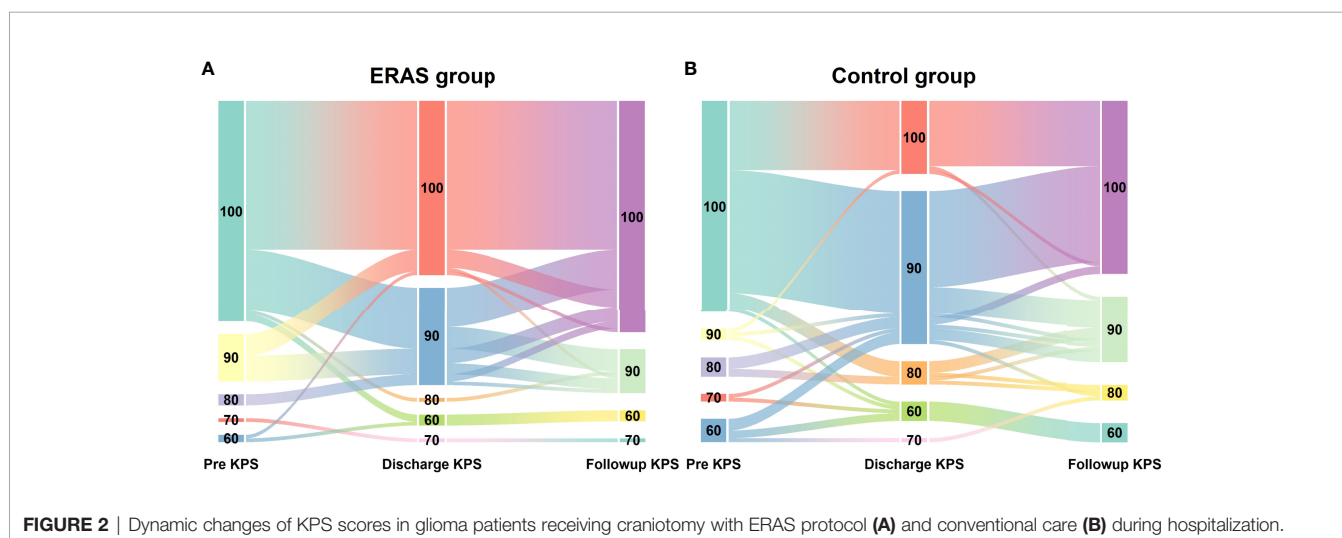 A
ERAS group
100
90
80
70
60
100
90
80
60
70
100
90
60
70
Pre KPS
Discharge KPS
Followup KPS
B
Control group
100
90
80
70
60
100
90
80
60
70
100
90
80
60
Pre KPS
Discharge KPS
Followup KPS
FIGURE 2 | Dynamic changes of KPS scores in glioma patients receiving craniotomy with ERAS protocol (A) and conventional care (B) during hospitalization.